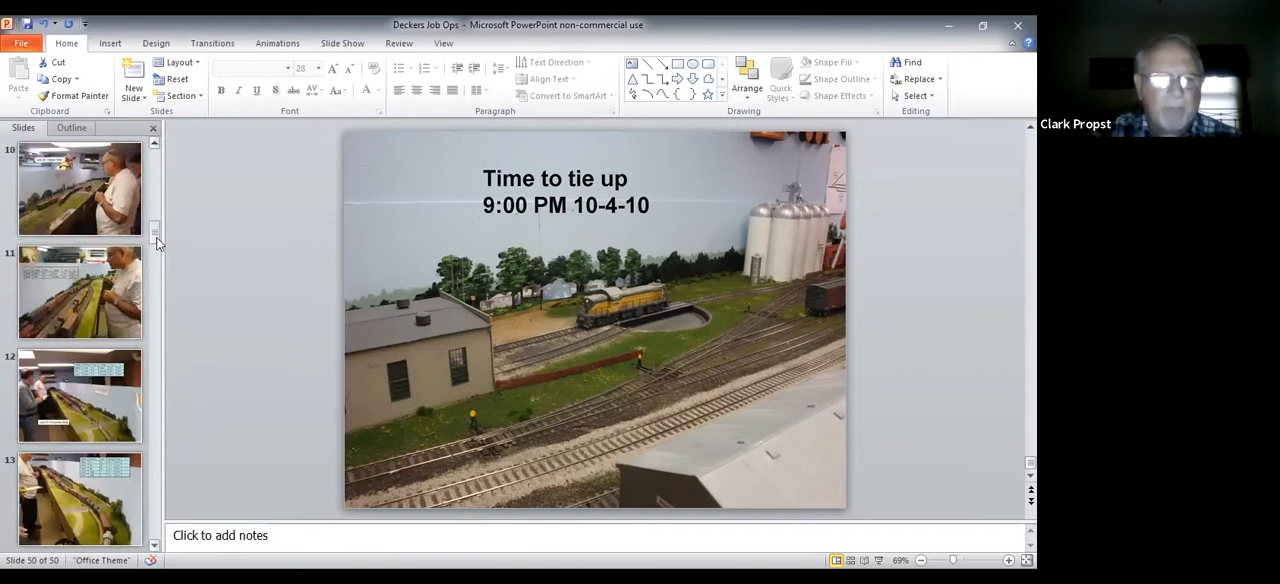 Deckers Job Ops - Microsoft PowerPoint non-commercial use
File Home Insert Design Transitions Animations Slide Show Review View
Cut
Copy
Format Painter
Paste
Clipboard
New
Slide
Layout
Reset
Section
Slides
28
B I U S abc AV Aa A
Font
Text Direction
Align Text
Convert to SmartArt
Paragraph
Arrange
Quick
Styles
Shape Fill
Shape Outline
Shape Effects
Drawing
Find
Replace
Select
Editing
Clark Propst
Slides Outline
10
11
12
13
Time to tie up
9:00 PM 10-4-10
Click to add notes
Slide 50 of 50 "Office Theme" 69%